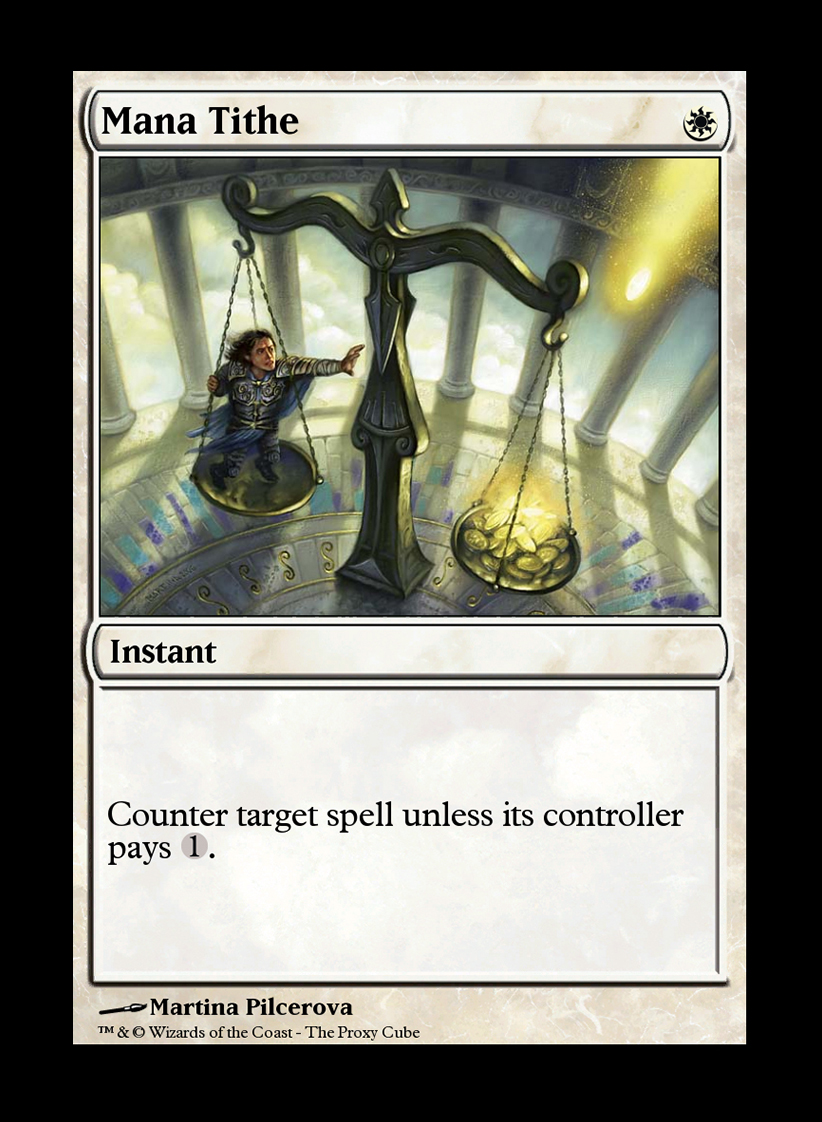 Mana Tithe
Instant
Counter target spell unless its controller
pays 1.
Martina Pilcerova
™ & © Wizards of the Coast - The Proxy Cube